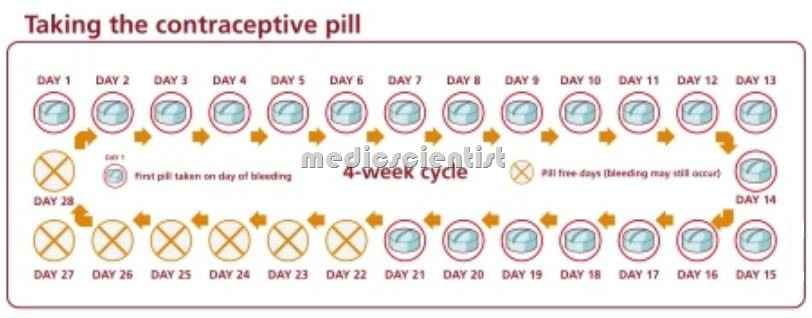 Taking the contraceptive pill
DAY 1 DAY 2 DAY 3 DAY 4 DAY 5 DAY 6 DAY 7 DAY 8 DAY 9 DAY 10 DAY 11 DAY 12 DAY 13
DAY 1
medicscientist
First pill taken on day of bleeding
4-week cycle
Pill free days (bleeding may still occur)
DAY 28
DAY 14
DAY 27 DAY 26 DAY 25 DAY 24 DAY 23 DAY 22 DAY 21 DAY 20 DAY 19 DAY 18 DAY 17 DAY 16 DAY 15